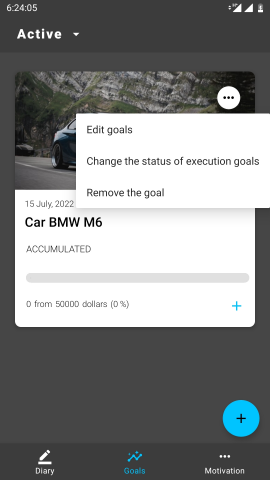 6:24:05
Active
Edit goals
Change the status of execution goals
Remove the goal
15 July, 2022
Car BMW M6
ACCUMULATED
0 from 50000 dollars (0 %)
+
+
Diary
Goals
Motivation